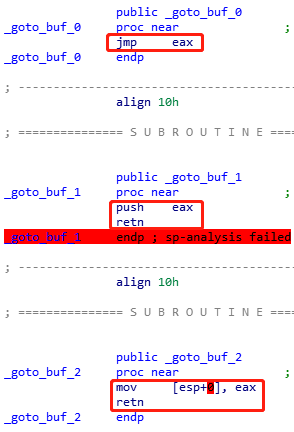 public _goto_buf_0
_goto_buf_0 proc near ;
jmp eax
_goto_buf_0 endp
; -------------------------------------
align 10h
; =============== S U B R O U T I N E ====
public _goto_buf_1
_goto_buf_1 proc near ;
push eax
retn
_goto_buf_1 endp ; sp-analysis failed
; -------------------------------------
align 10h
; =============== S U B R O U T I N E ====
public _goto_buf_2
_goto_buf_2 proc near ;
mov [esp+0], eax
retn
_goto_buf_2 endp